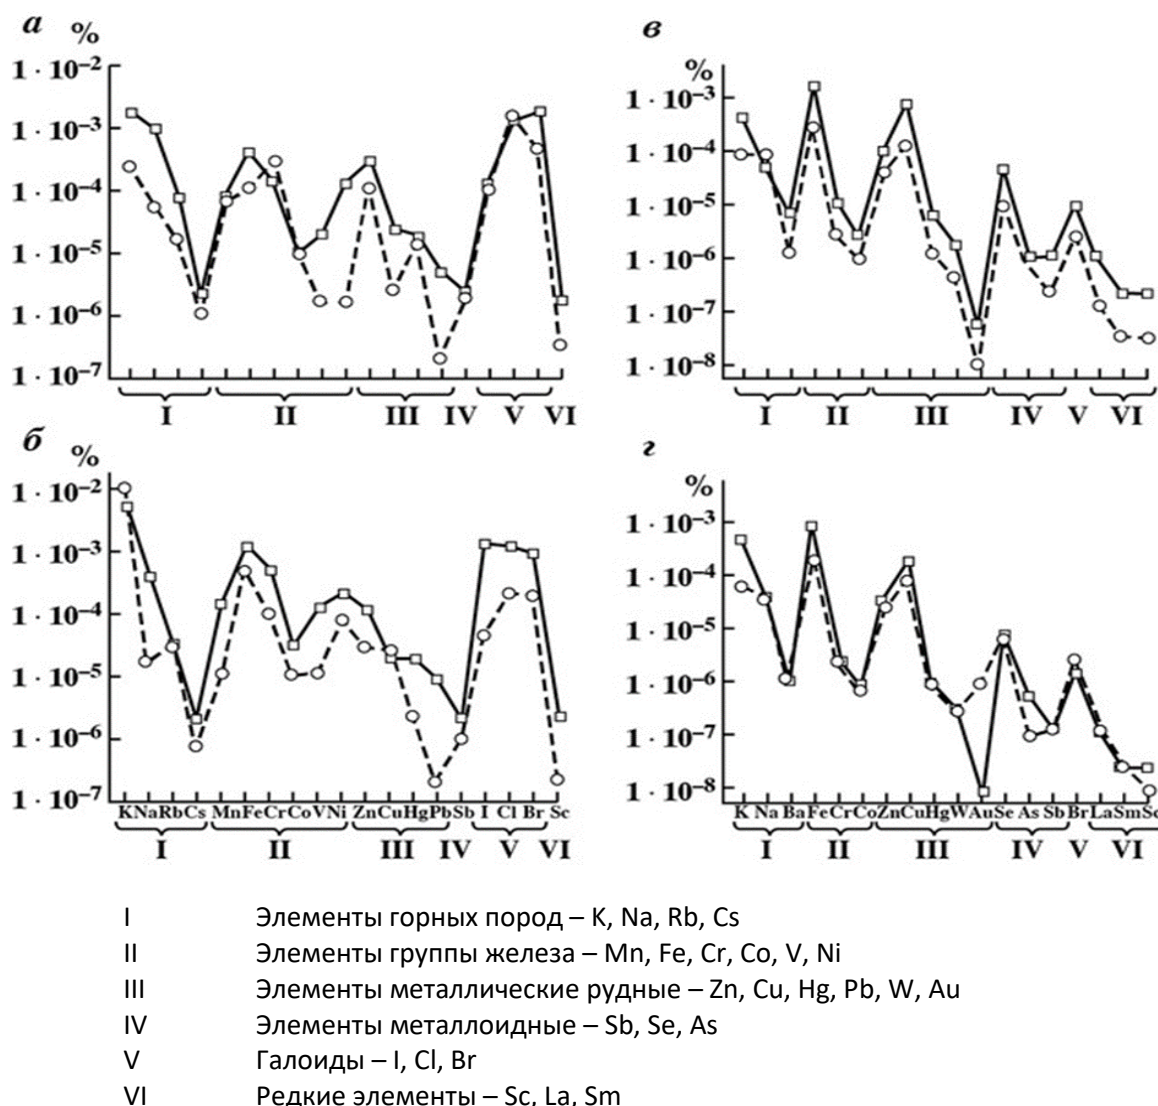 а %
1 · 10⁻²
1 · 10⁻³
1 · 10⁻⁴
1 · 10⁻⁵
1 · 10⁻⁶
1 · 10⁻⁷
I II III IV V VI
в
%
1 · 10⁻³
1 · 10⁻⁴
1 · 10⁻⁵
1 · 10⁻⁶
1 · 10⁻⁷
1 · 10⁻⁸
I II III IV V VI
б
%
1 · 10⁻²
1 · 10⁻³
1 · 10⁻⁴
1 · 10⁻⁵
1 · 10⁻⁶
1 · 10⁻⁷
K Na Rb Cs Mn Fe Cr Co V Ni Zn Cu Hg Pb Sb I Cl Br Sc
I II III IV V VI
г
%
1 · 10⁻³
1 · 10⁻⁴
1 · 10⁻⁵
1 · 10⁻⁶
1 · 10⁻⁷
1 · 10⁻⁸
K Na Ba Fe Cr Co Zn Cu Hg W Au Se As Sb Br La Sm Sc
I II III IV V VI
I Элементы горных пород – K, Na, Rb, Cs
II Элементы группы железа – Mn, Fe, Cr, Co, V, Ni
III Элементы металлические рудные – Zn, Cu, Hg, Pb, W, Au
IV Элементы металлоидные – Sb, Se, As
V Галоиды – I, Cl, Br
VI Редкие элементы – Sc, La, Sm